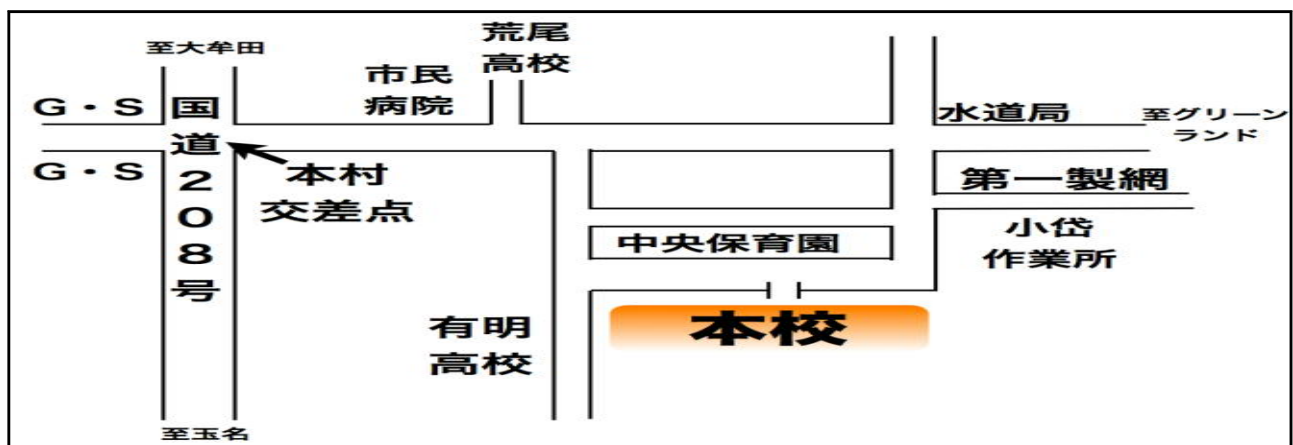 至大牟田
荒尾
高校
市民
病院
G・S
国道208号
水道局
至グリーン
ランド
G・S
本村
交差点
第一製網
中央保育園
小岱
作業所
有明
高校
本校
至玉名